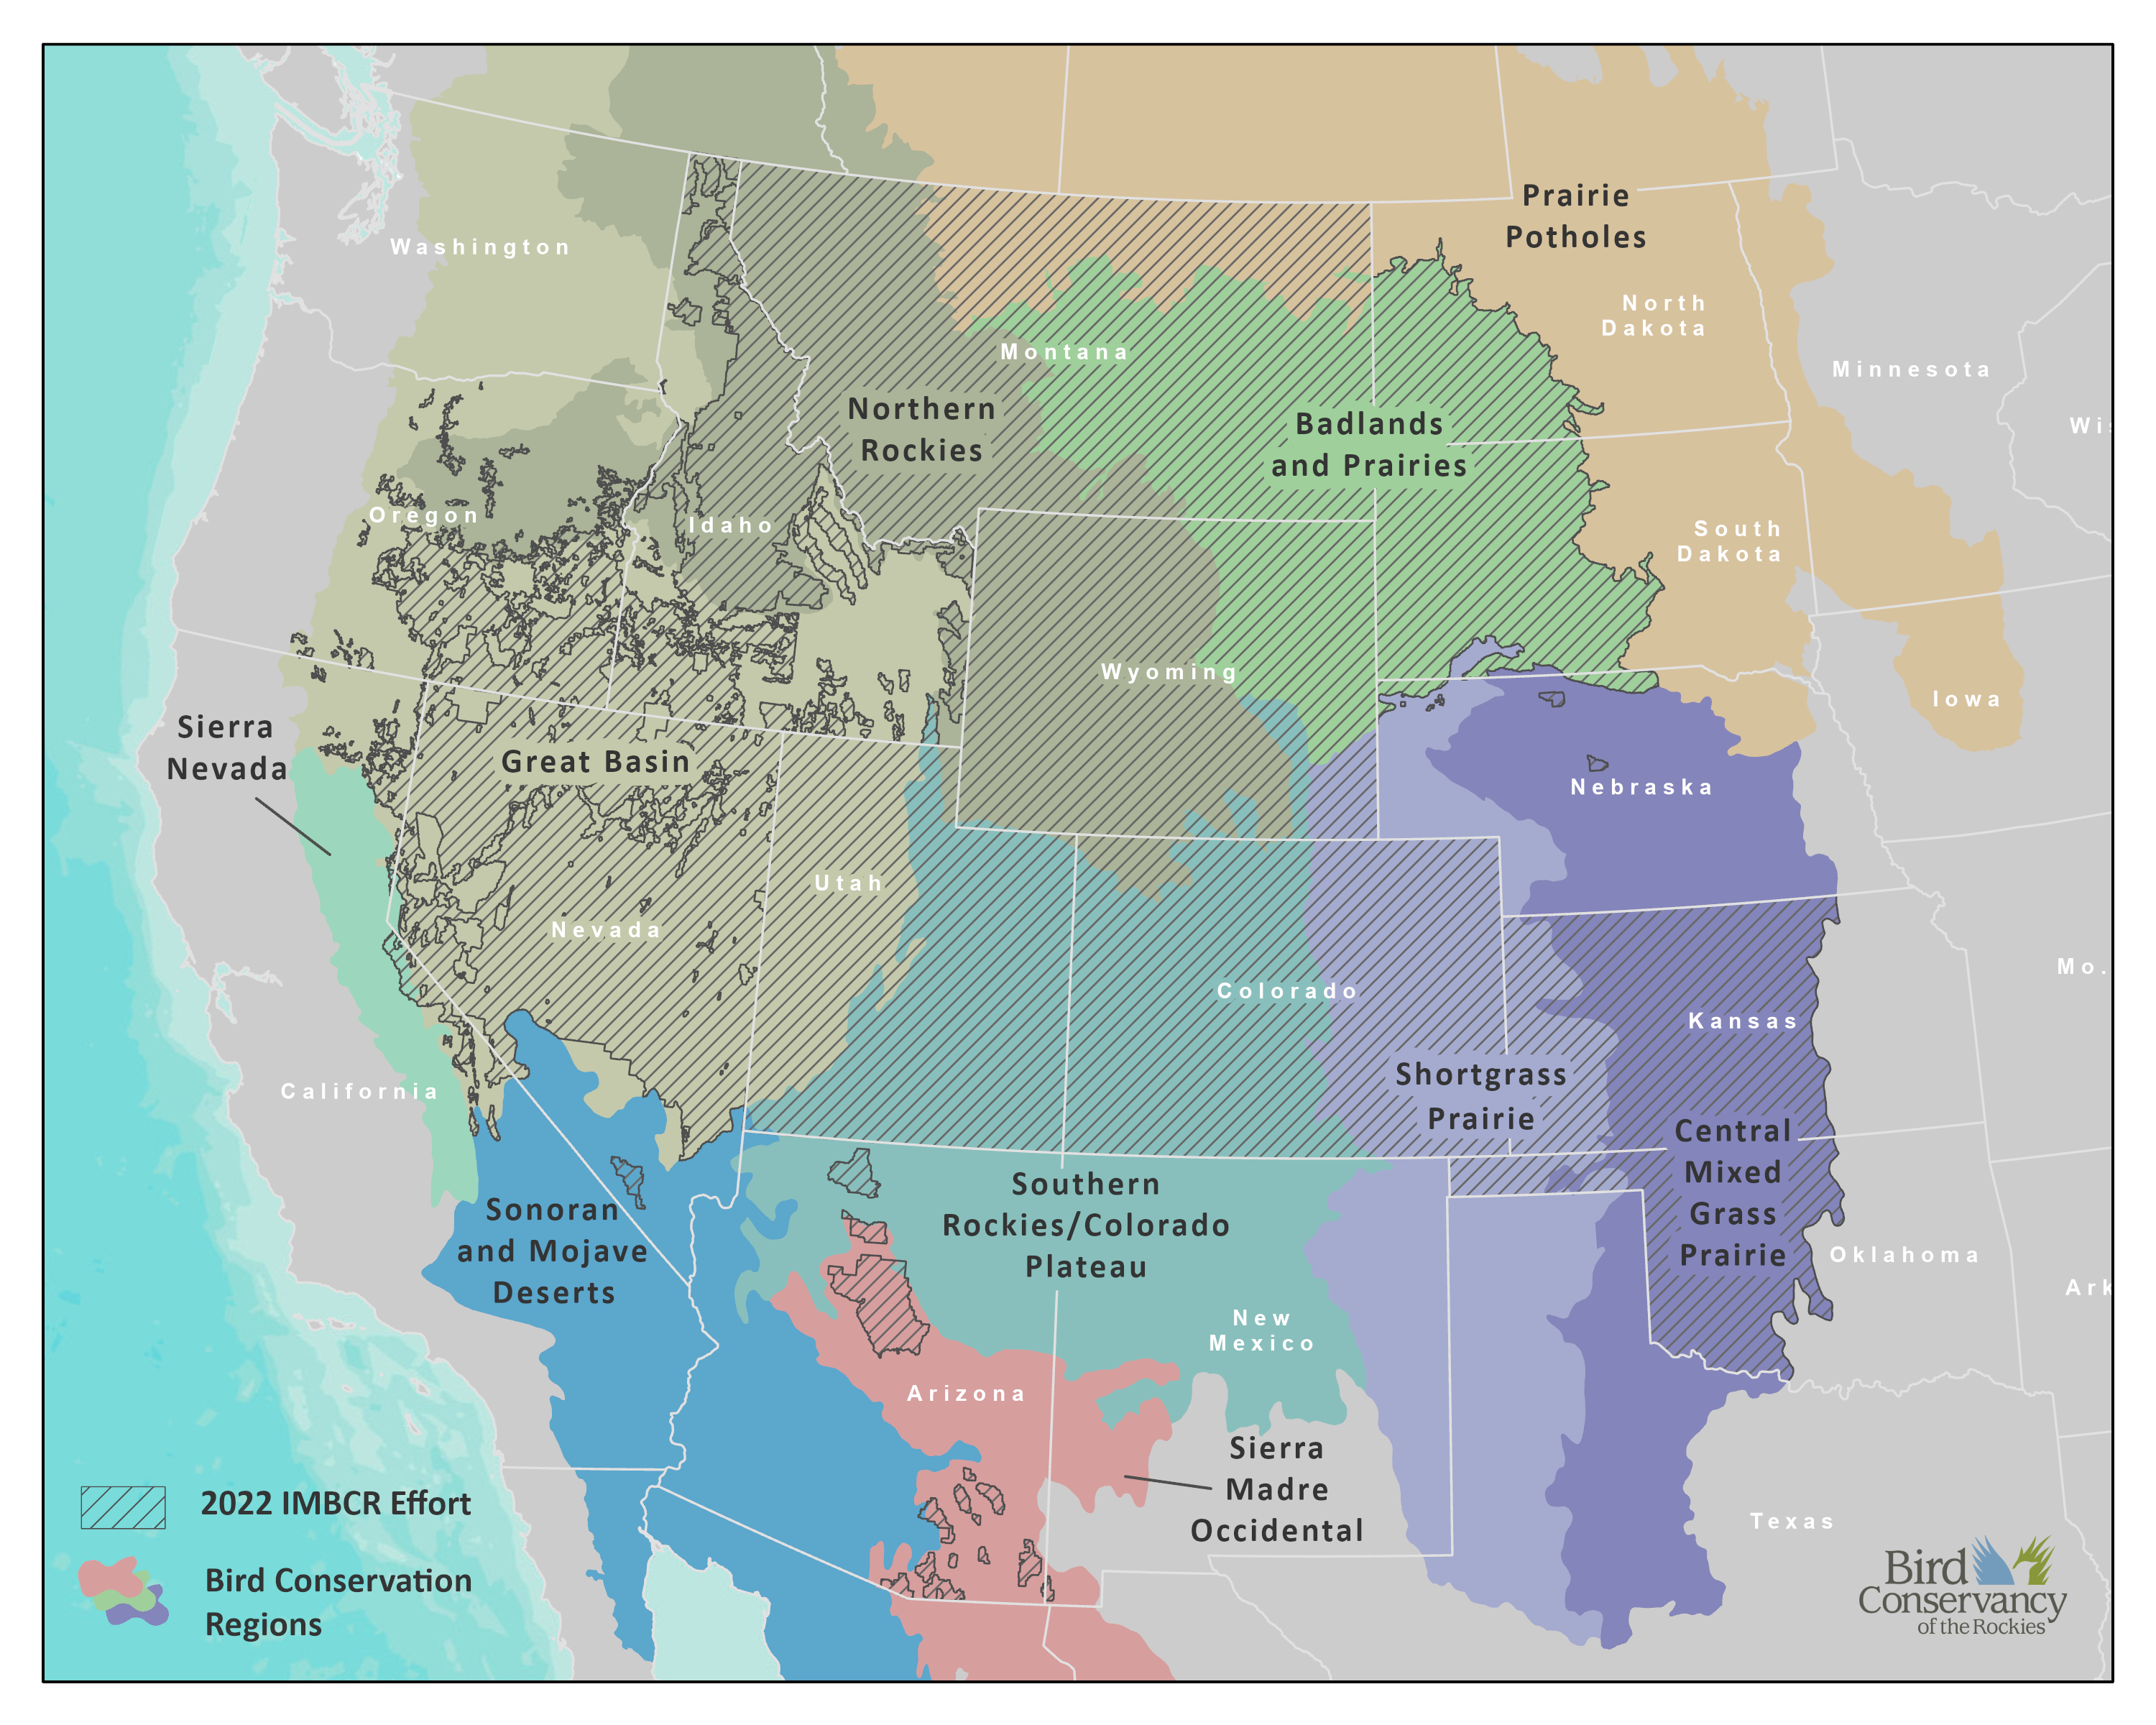 Washington
Prairie
Potholes
North
Dakota
Montana
Minnesota
Northern
Rockies
Badlands
and Prairies
Wis
Oregon
Idaho
South
Dakota
Wyoming
Iowa
Sierra
Nevada
Great Basin
Nebraska
Utah
Nevada
Colorado
Mo.
Kansas
California
Shortgrass
Prairie
Central
Mixed
Grass
Prairie
Southern
Rockies/Colorado
Plateau
Sonoran
and Mojave
Deserts
Oklahoma
Ark
New
Mexico
Arizona
Sierra
Madre
Occidental
Texas
2022 IMBCR Effort
Bird Conservation
Regions
Bird
Conservancy
of the Rockies